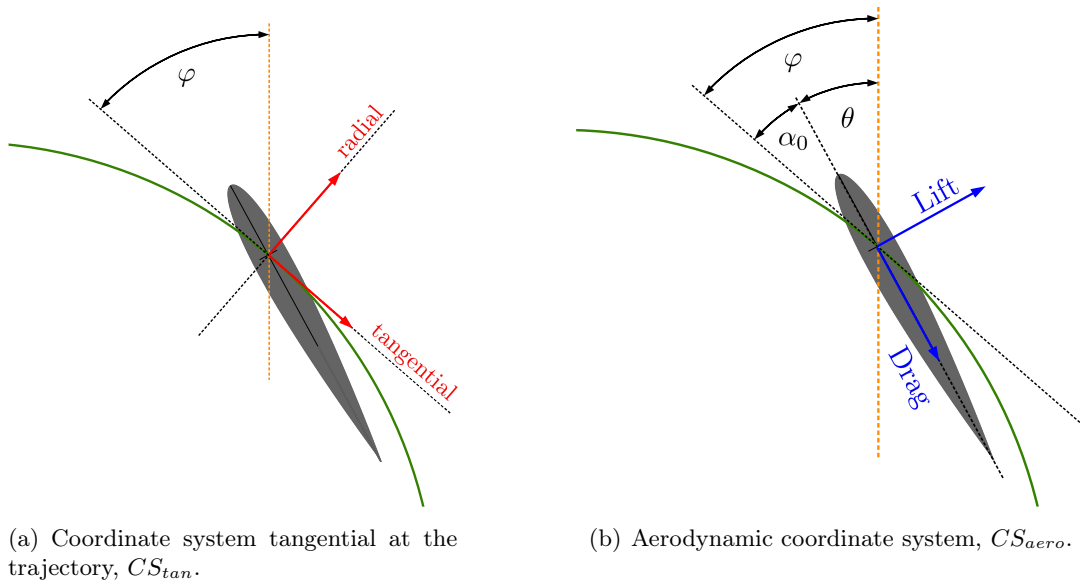 φ
radial
tangential
(a) Coordinate system tangential at the
trajectory, CS_tan.
φ
θ
α₀
Lift
Drag
(b) Aerodynamic coordinate system, CS_aero.